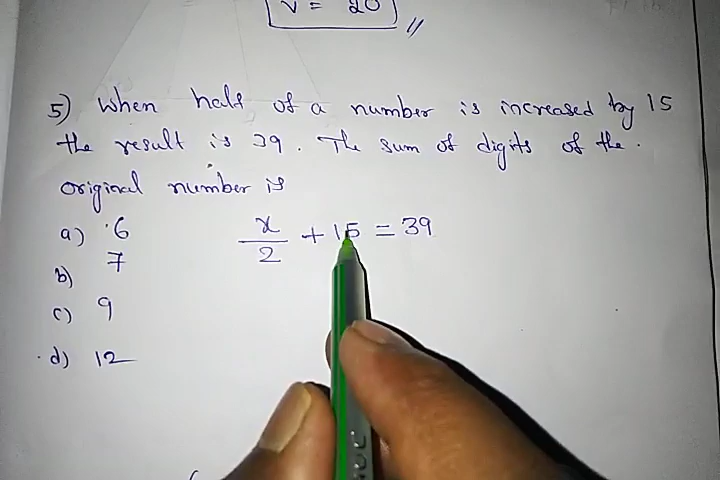 V = 20 //
5) When half of a number is increased by 15
the result is 39. The sum of digits of the.
original number is
a) 6
b) 7
c) 9
d) 12
x/2 + 15 = 39